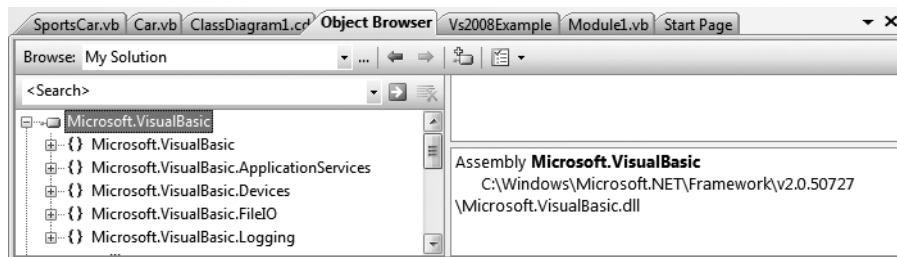 SportsCar.vb Car.vb ClassDiagram1.cd Object Browser Vs2008Example Module1.vb Start Page
Browse: My Solution ...
<Search>
Microsoft.VisualBasic
{} Microsoft.VisualBasic
{} Microsoft.VisualBasic.ApplicationServices
{} Microsoft.VisualBasic.Devices
{} Microsoft.VisualBasic.FileIO
{} Microsoft.VisualBasic.Logging
Assembly Microsoft.VisualBasic
C:\Windows\Microsoft.NET\Framework\v2.0.50727
\Microsoft.VisualBasic.dll